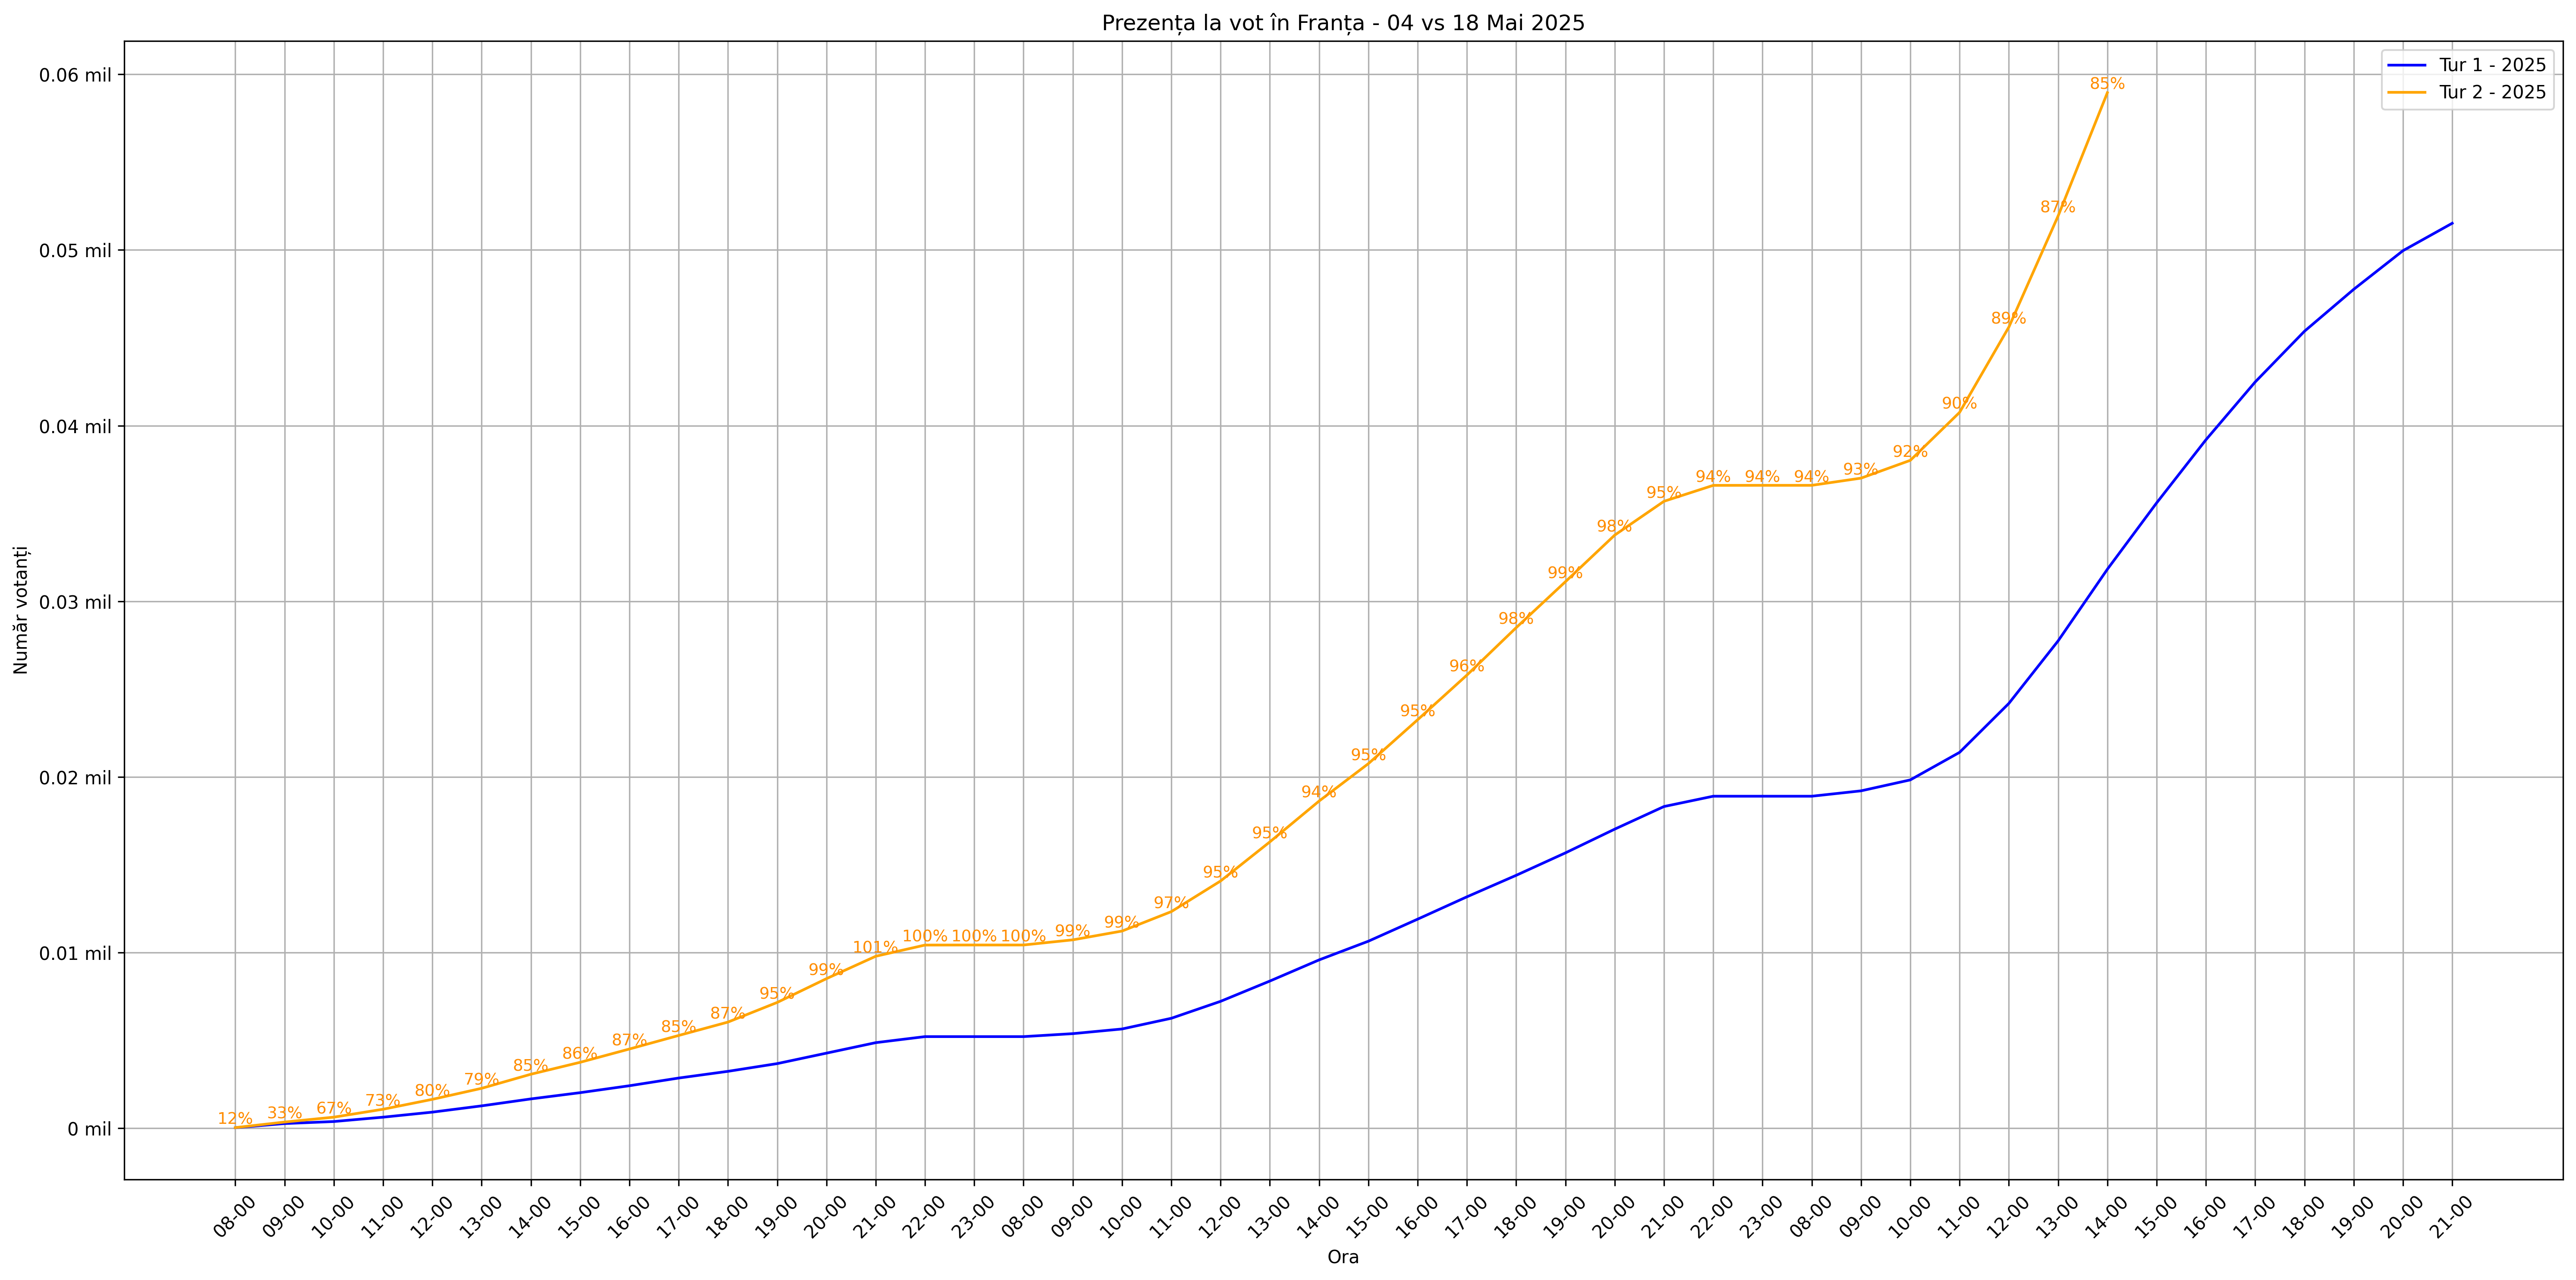 Prezența la vot în Franța - 04 vs 18 Mai 2025
Tur 1 - 2025
Tur 2 - 2025
Număr votanți
0.06 mil
0.05 mil
0.04 mil
0.03 mil
0.02 mil
0.01 mil
0 mil
12% 33% 67% 73% 80% 79% 85% 86% 87% 85% 87% 95% 99% 101% 100% 100% 100% 99% 99% 97% 95% 95% 94% 95% 95% 96% 98% 99% 98% 95% 94% 94% 94% 93% 92% 90% 89% 87% 85%
08-00 09-00 10-00 11-00 12-00 13-00 14-00 15-00 16-00 17-00 18-00 19-00 20-00 21-00 22-00 23-00 08-00 09-00 10-00 11-00 12-00 13-00 14-00 15-00 16-00 17-00 18-00 19-00 20-00 21-00 22-00 23-00 08-00 09-00 10-00 11-00 12-00 13-00 14-00 15-00 16-00 17-00 18-00 19-00 20-00 21-00
Ora